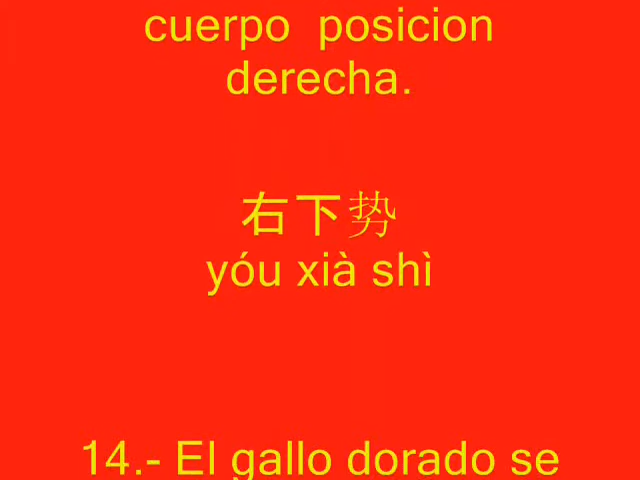 cuerpo posicion
derecha.
右下势
yóu xià shì
14.- El gallo dorado se